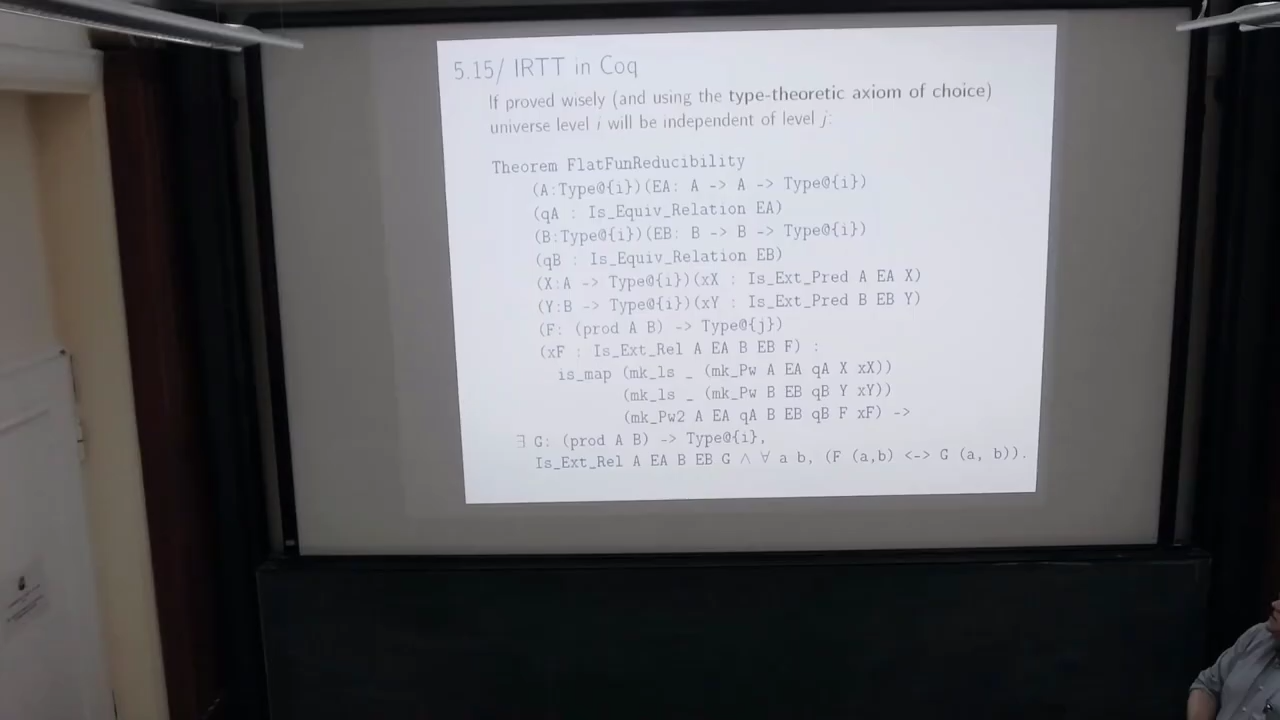 5.15/ IRTT in Coq
If proved wisely (and using the type-theoretic axiom of choice)
universe level i will be independent of level j:
Theorem FlatFunReducibility
(A:Type@{i})(EA: A -> A -> Type@{i})
(qA : Is_Equiv_Relation EA)
(B:Type@{i})(EB: B -> B -> Type@{i})
(qB : Is_Equiv_Relation EB)
(X:A -> Type@{i})(xX : Is_Ext_Pred A EA X)
(Y:B -> Type@{i})(xY : Is_Ext_Pred B EB Y)
(F: (prod A B) -> Type@{j})
(xF : Is_Ext_Rel A EA B EB F) :
is_map (mk_ls _ (mk_Pw A EA qA X xX))
(mk_ls _ (mk_Pw B EB qB Y xY))
(mk_Pw2 A EA qA B EB qB F xF) ->
∃ G: (prod A B) -> Type@{i},
Is_Ext_Rel A EA B EB G ∧ ∀ a b, (F (a,b) <-> G (a, b)).